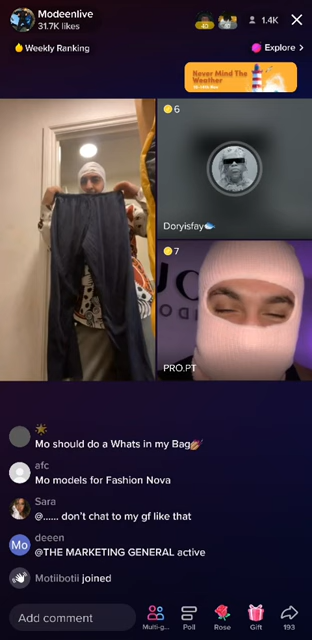 Modeenlive
31.7K likes
40
1.4K
Weekly Ranking
Explore >
Never Mind The
Weather
6
Doryisfay
7
PRO.PT
Mo should do a Whats in my Bag
afc
Mo models for Fashion Nova
Sara
@...... don't chat to my gf like that
deeen
Mo
@THE MARKETING GENERAL active
Motiibotii joined
Add comment
Multi-g...
Poll
Rose
Gift
193